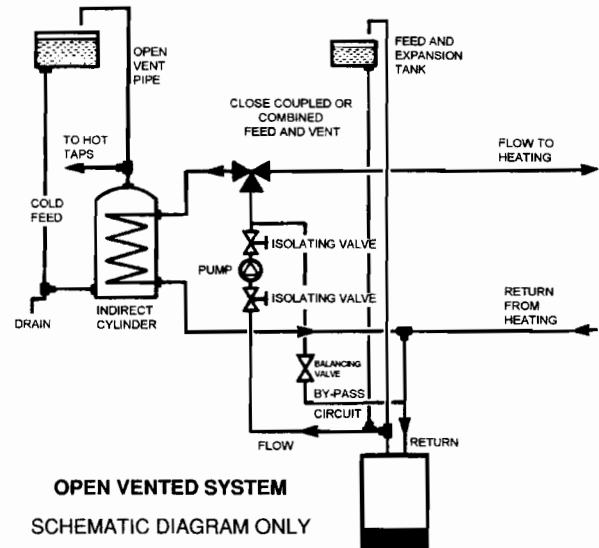 OPEN
VENT
PIPE
FEED AND
EXPANSION
TANK
CLOSE COUPLED OR
COMBINED
FEED AND VENT
TO HOT
TAPS
FLOW TO
HEATING
COLD
FEED
ISOLATING VALVE
PUMP
ISOLATING VALVE
DRAIN
INDIRECT
CYLINDER
RETURN
FROM
HEATING
BALANCING
VALVE
BY-PASS
CIRCUIT
FLOW
RETURN
OPEN VENTED SYSTEM
SCHEMATIC DIAGRAM ONLY